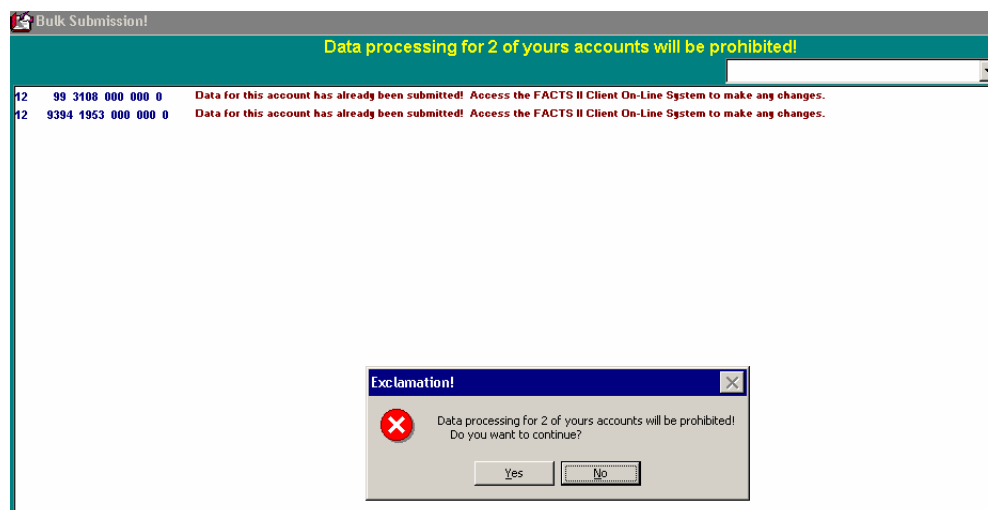 Bulk Submission!
Data processing for 2 of yours accounts will be prohibited!
12 99 3108 000 000 0 Data for this account has already been submitted! Access the FACTS II Client On-Line System to make any changes.
12 9394 1953 000 000 0 Data for this account has already been submitted! Access the FACTS II Client On-Line System to make any changes.
Exclamation!
Data processing for 2 of yours accounts will be prohibited!
Do you want to continue?
Yes No